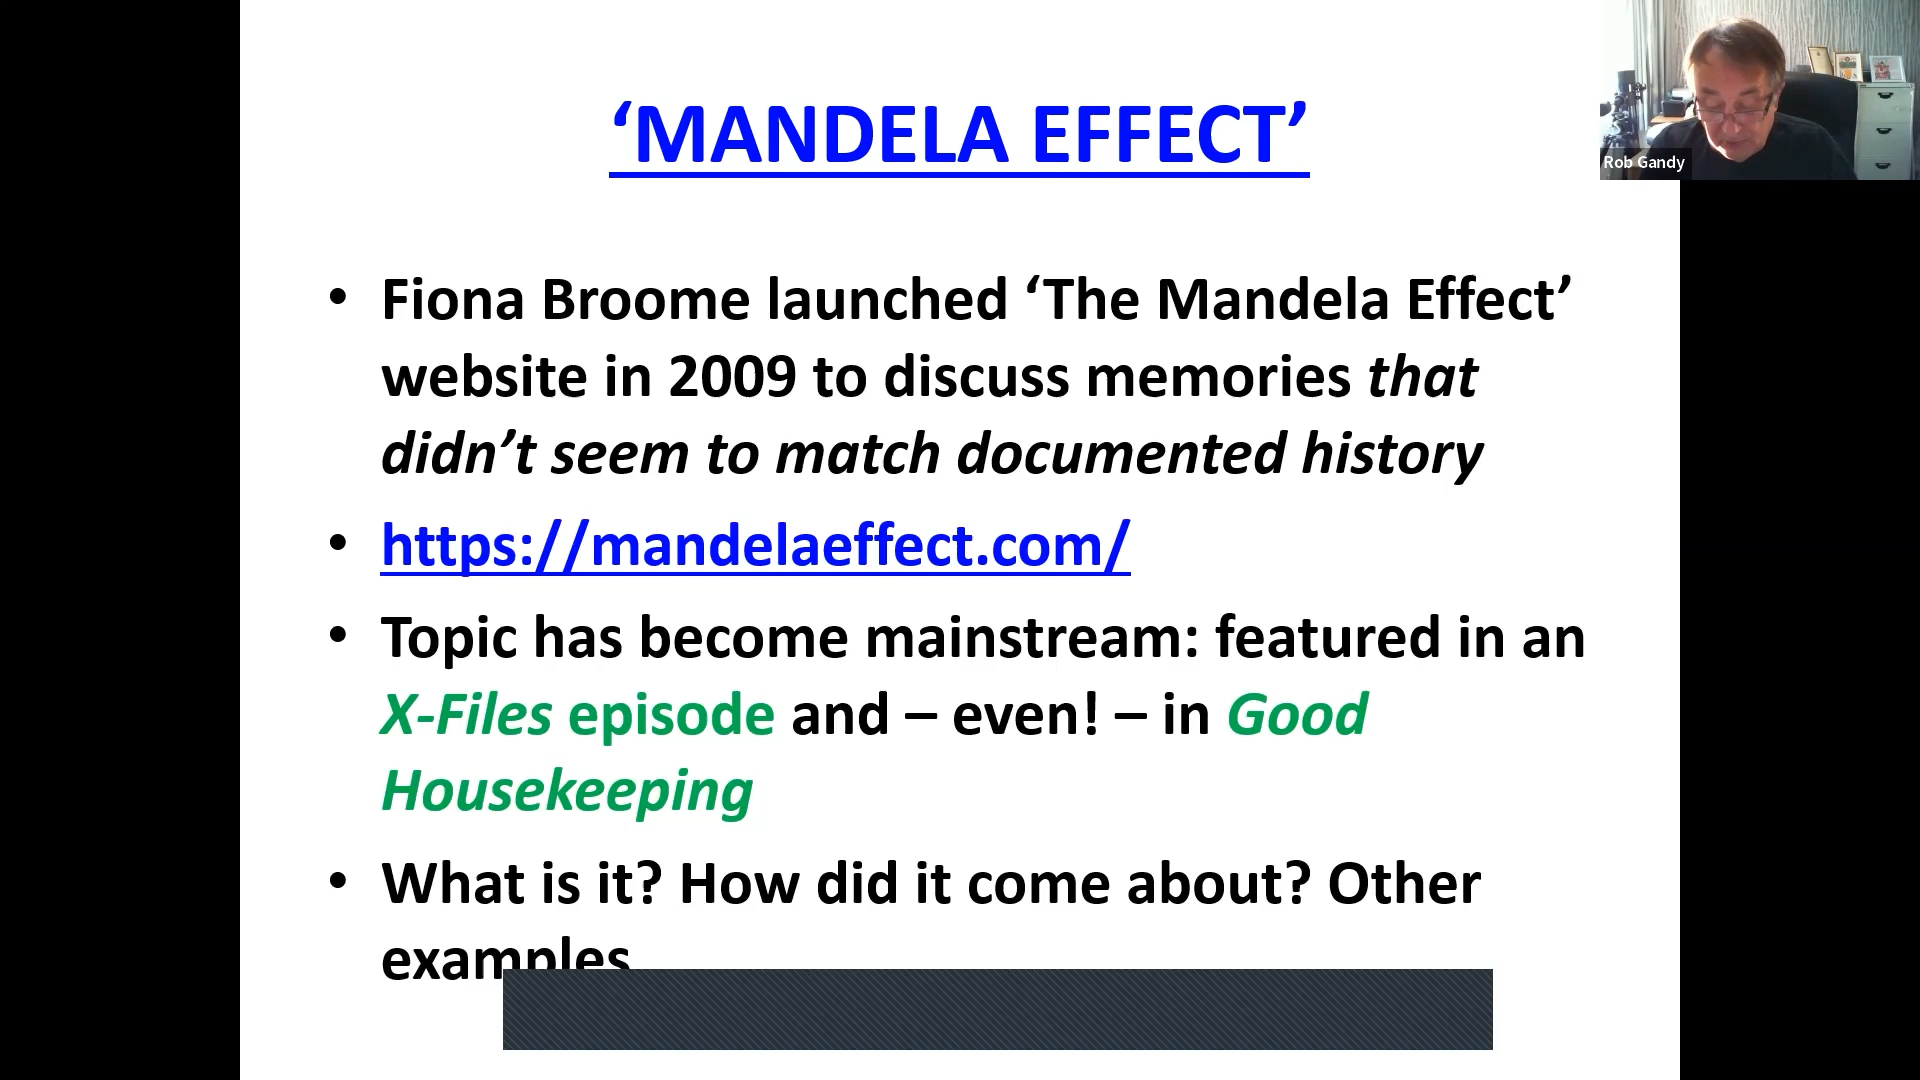 ‘MANDELA EFFECT’
Rob Gandy
• Fiona Broome launched ‘The Mandela Effect’
website in 2009 to discuss memories that
didn’t seem to match documented history
• https://mandelaeffect.com/
• Topic has become mainstream: featured in an
X-Files episode and – even! – in Good
Housekeeping
• What is it? How did it come about? Other
examples